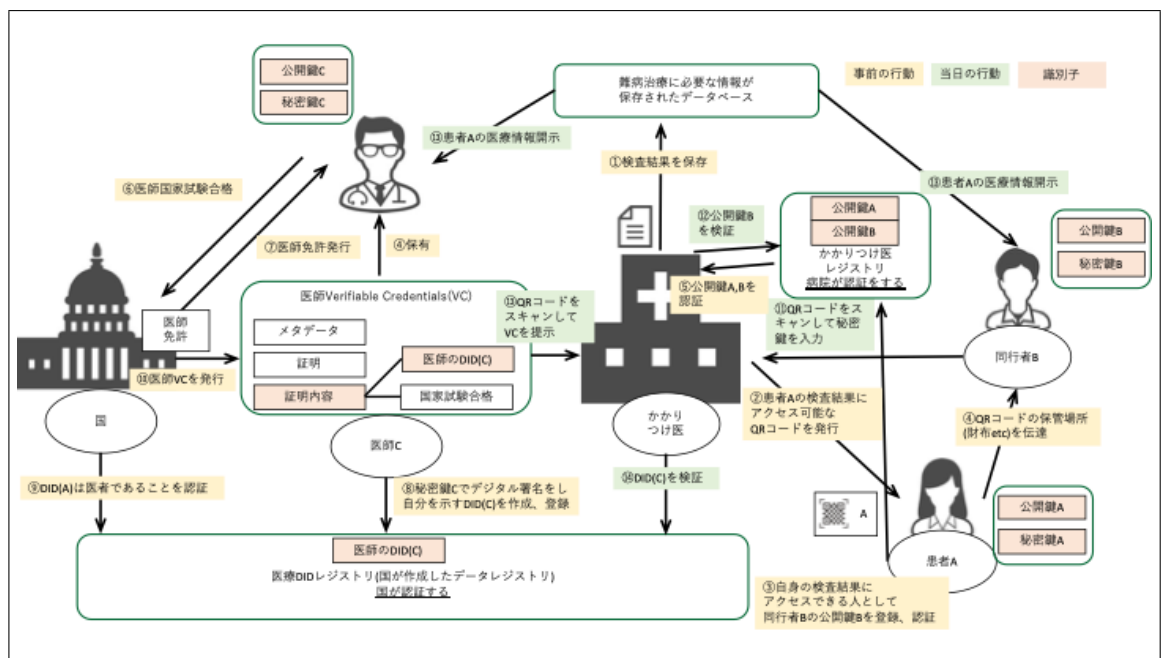 公開鍵C
秘密鍵C
難病治療に必要な情報が
保存されたデータベース
事前の行動
当日の行動
識別子
⑬患者Aの医療情報開示
①検査結果を保存
⑥医師国家試験合格
⑬患者Aの医療情報開示
⑫公開鍵B
を検証
公開鍵A
公開鍵B
かかりつけ医
レジストリ
病院が認証をする
公開鍵B
秘密鍵B
⑦医師免許発行
④保有
⑤公開鍵A,Bを
認証
医師Verifiable Credentials(VC)
⑬QRコードを
スキャンして
VCを提示
⑪QRコードをス
キャンして秘密
鍵を入力
医師
免許
メタデータ
証明
証明内容
医師のDID(C)
国家試験合格
同行者B
⑩医師VCを発行
国
医師C
かかり
つけ医
②患者Aの検査結果に
アクセス可能な
QRコードを発行
④QRコードの保管場所
(財布etc)を伝達
⑨DID(A)は医者であることを認証
⑧秘密鍵Cでデジタル署名をし
自分を示すDID(C)を作成、登録
⑭DID(C)を検証
A
公開鍵A
秘密鍵A
患者A
医師のDID(C)
医療DIDレジストリ(国が作成したデータレジストリ)
国が認証する
③自身の検査結果に
アクセスできる人として
同行者Bの公開鍵Bを登録、認証